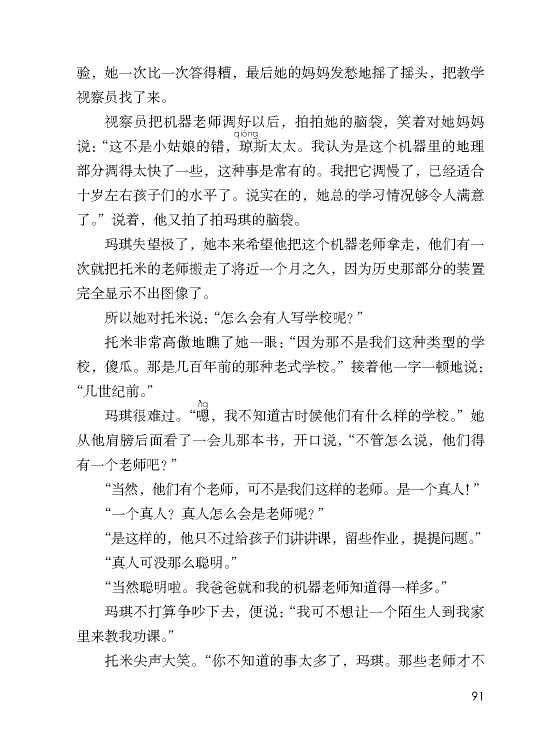 验，她一次比一次答得糟，最后她的妈妈发愁地摇了摇头，把教学
视察员找了来。
视察员把机器老师调好以后，拍拍她的脑袋，笑着对她妈妈
qióng
说：“这不是小姑娘的错，琼斯太太。我认为是这个机器里的地理
部分调得太快了一些，这种事是常有的。我把它调慢了，已经适合
十岁左右孩子们的水平了。说实在的，她总的学习情况够令人满意
了。”说着，他又拍了拍玛琪的脑袋。
玛琪失望极了，她本来希望他把这个机器老师拿走，他们有一
次就把托米的老师搬走了将近一个月之久，因为历史那部分的装置
完全显示不出图像了。
所以她对托米说：“怎么会有人写学校呢？”
托米非常高傲地瞧了她一眼：“因为那不是我们这种类型的学
校，傻瓜。那是几百年前的那种老式学校。”接着他一字一顿地说：
“几世纪前。”
玛琪很难过。“嗯，我不知道古时候他们有什么样的学校。”她
从他肩膀后面看了一会儿那本书，开口说，“不管怎么说，他们得
有一个老师吧？”
“当然，他们有个老师，可不是我们这样的老师。是一个真人！”
“一个真人？真人怎么会是老师呢？”
“是这样的，他只不过给孩子们讲讲课，留些作业，提提问题。”
“真人可没那么聪明。”
“当然聪明啦。我爸爸就和我的机器老师知道得一样多。”
玛琪不打算争吵下去，便说：“我可不想让一个陌生人到我家
里来教我功课。”
托米尖声大笑。“你不知道的事太多了，玛琪。那些老师才不
91